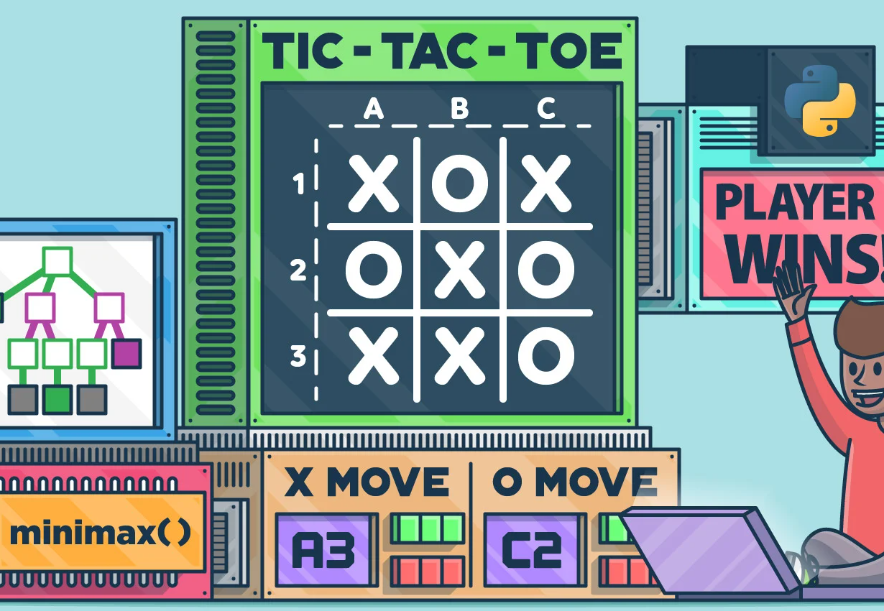 TIC - TAC - TOE
A B C
1 X O X
2 O X O
3 X X O
PLAYER
WINS!
minimax()
X MOVE
A3
O MOVE
C2